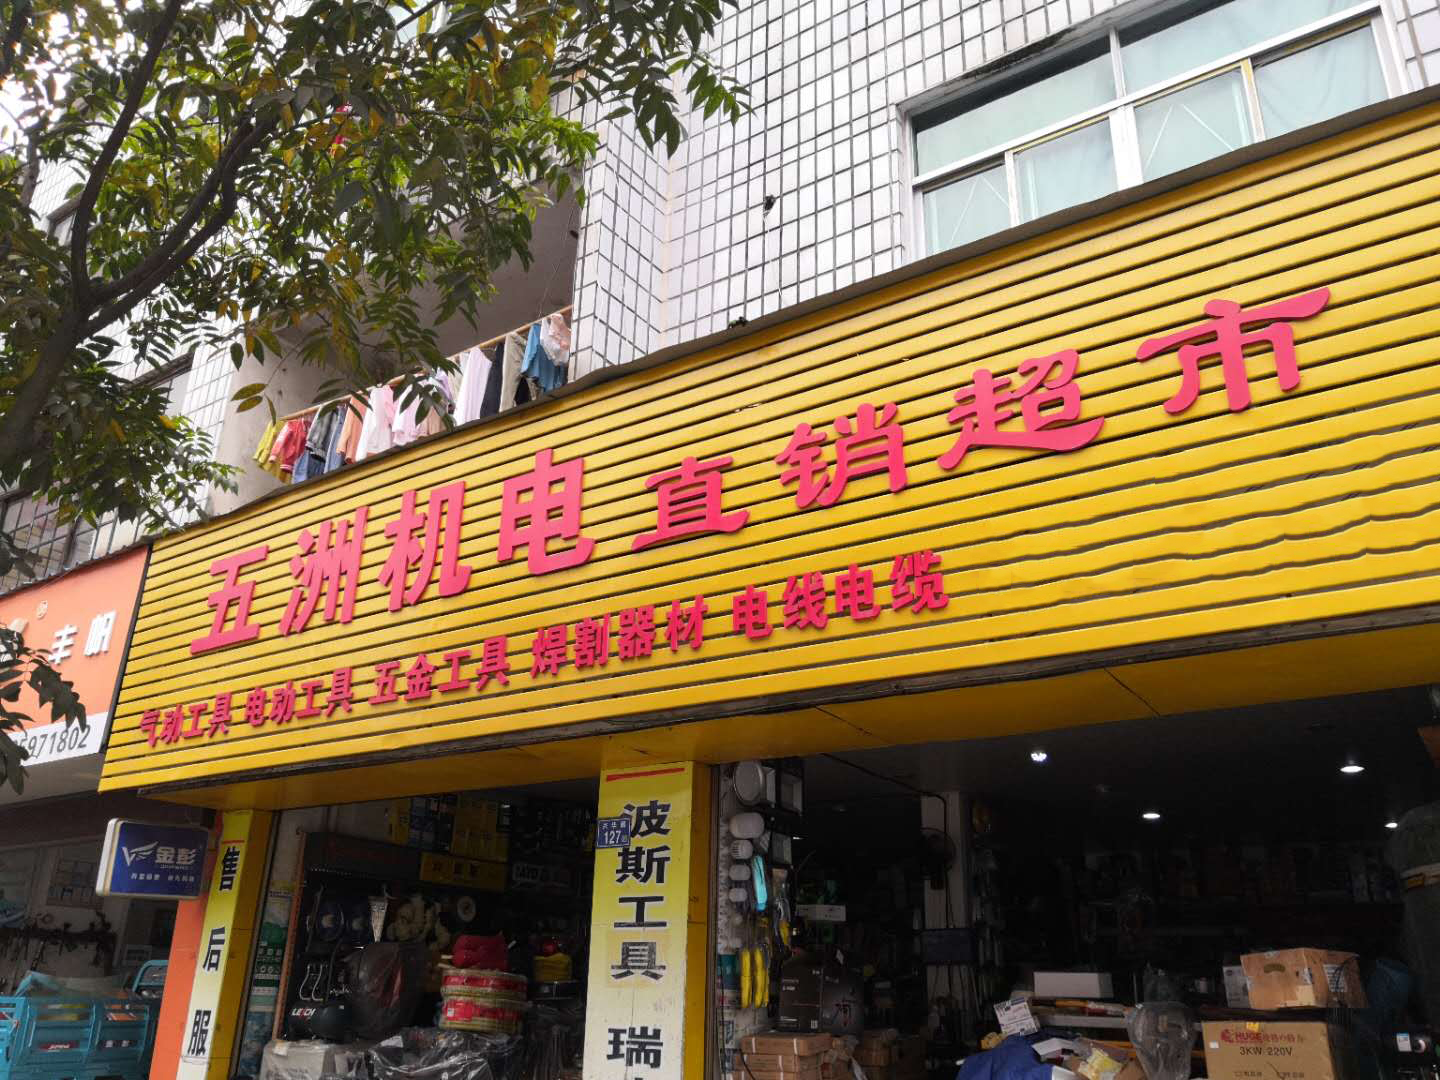 五洲机电直销超市
气动工具 电动工具 五金工具 焊割器材 电线电缆
丰帆
5971802
金彭
售后服
127
波斯工具 瑞
HUGE
3KW 220V